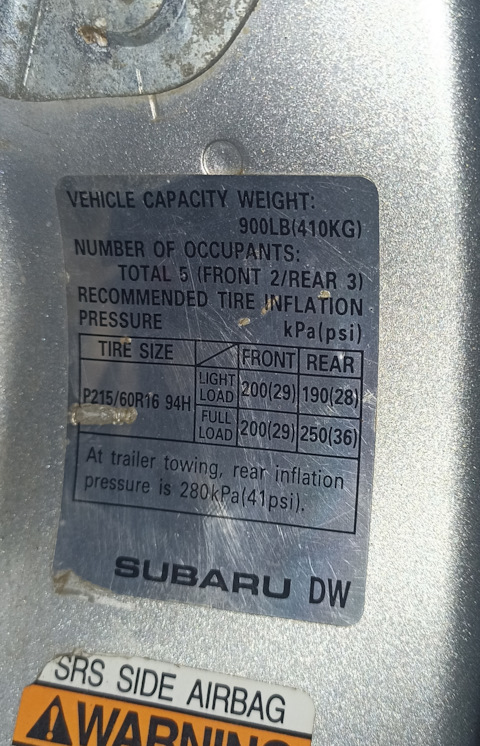 VEHICLE CAPACITY WEIGHT:
900LB(410KG)
NUMBER OF OCCUPANTS:
TOTAL 5 (FRONT 2/REAR 3)
RECOMMENDED TIRE INFLATION
PRESSURE kPa(psi)
TIRE SIZE FRONT REAR
P215/60R16 94H LIGHT LOAD 200(29) 190(28)
FULL LOAD 200(29) 250(36)
At trailer towing, rear inflation
pressure is 280kPa(41psi).
SUBARU DW
SRS SIDE AIRBAG
WARNING